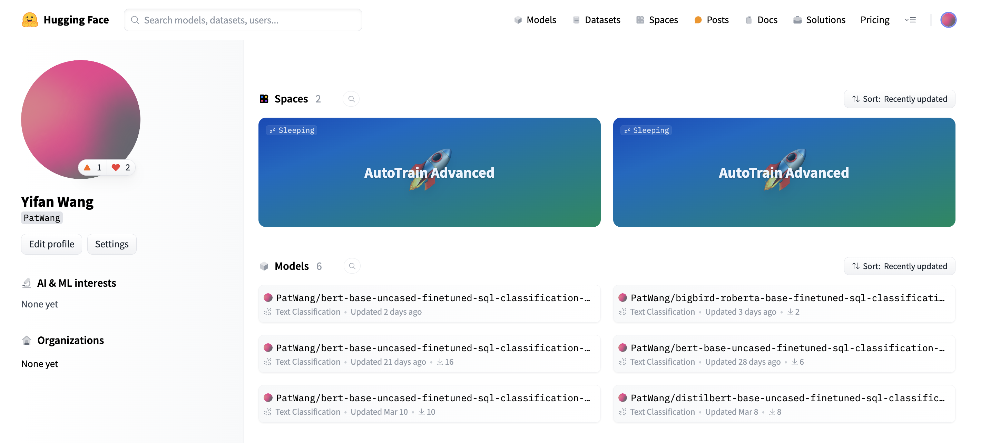 Hugging Face
Search models, datasets, users...
Models
Datasets
Spaces
Posts
Docs
Solutions
Pricing
1
2
Yifan Wang
PatWang
Edit profile
Settings
AI & ML interests
None yet
Organizations
None yet
Spaces 2
Sort: Recently updated
zz Sleeping
AutoTrain Advanced
zz Sleeping
AutoTrain Advanced
Models 6
Sort: Recently updated
PatWang/bert-base-uncased-finetuned-sql-classification-…
Text Classification • Updated 2 days ago
PatWang/bigbird-roberta-base-finetuned-sql-classificati…
Text Classification • Updated 3 days ago • 2
PatWang/bert-base-uncased-finetuned-sql-classification-…
Text Classification • Updated 21 days ago • 16
PatWang/bert-base-uncased-finetuned-sql-classification-…
Text Classification • Updated 28 days ago • 6
PatWang/bert-base-uncased-finetuned-sql-classification-…
Text Classification • Updated Mar 10 • 10
PatWang/distilbert-base-uncased-finetuned-sql-classific…
Text Classification • Updated Mar 8 • 8